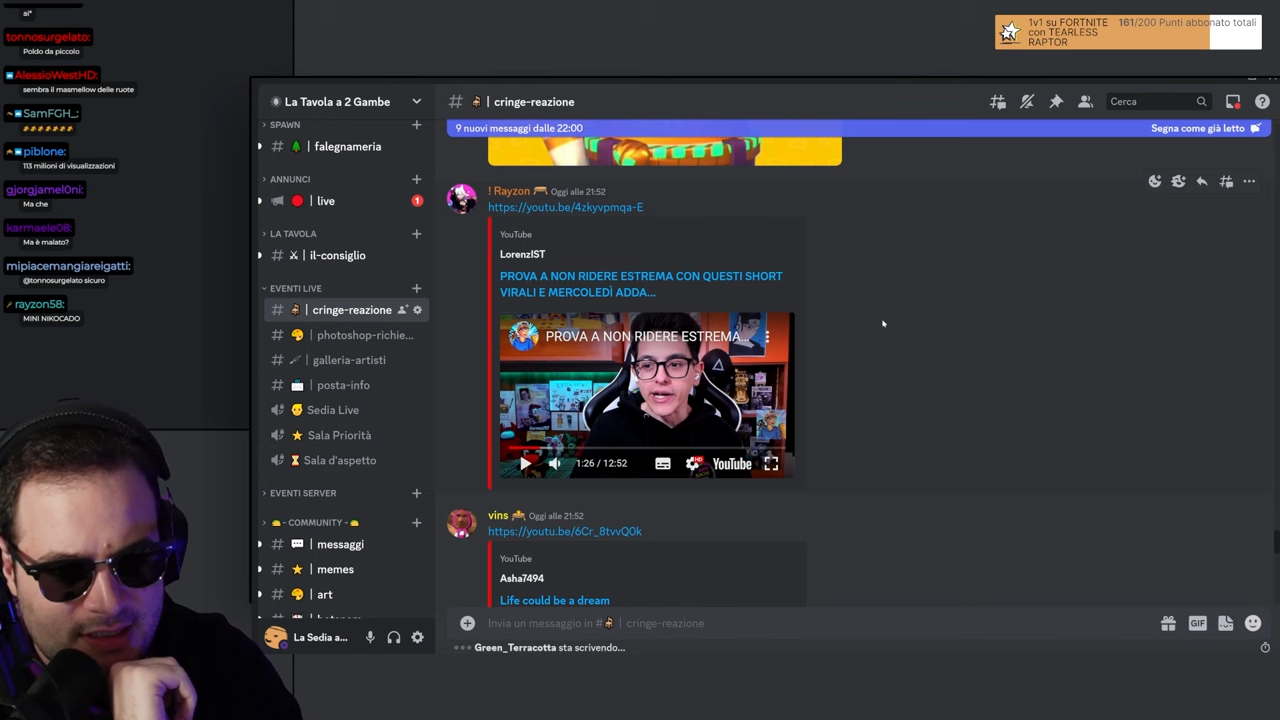 ai*
tonnosurgelato:
Poldo da piccolo
AlessioWestHD:
sembra il masmellow delle ruote
SamFGH_:
piblone:
113 milioni di visualizzazioni
gjorgjamel0ni:
Ma che
karmaele08:
Ma è malato?
mipiacemangiareigatti:
@tonnosurgelato sicuro
rayzon58:
MINI NIKOCADO
1v1 su FORTNITE
con TEARLESS
RAPTOR
161/200 Punti abbonato totali
La Tavola a 2 Gambe
SPAWN
# | falegnameria
ANNUNCI
| live
1
LA TAVOLA
# | il-consiglio
EVENTI LIVE
# | cringe-reazione
# | photoshop-richie...
# | galleria-artisti
# | posta-info
Sedia Live
Sala Priorità
Sala d'aspetto
EVENTI SERVER
- COMMUNITY -
# | messaggi
# | memes
# | art
La Sedia a...
# | cringe-reazione
Cerca
9 nuovi messaggi dalle 22:00
Segna come già letto
! Rayzon Oggi alle 21:52
https://youtu.be/4zkyvpmqa-E
YouTube
LorenzIST
PROVA A NON RIDERE ESTREMA CON QUESTI SHORT
VIRALI E MERCOLEDÌ ADDA...
PROVA A NON RIDERE ESTREMA...
1:26 / 12:52
HD
YouTube
vins Oggi alle 21:52
https://youtu.be/6Cr_8tvvQ0k
YouTube
Asha7494
Life could be a dream
Invia un messaggio in # | cringe-reazione
GIF
Green_Terracotta sta scrivendo...